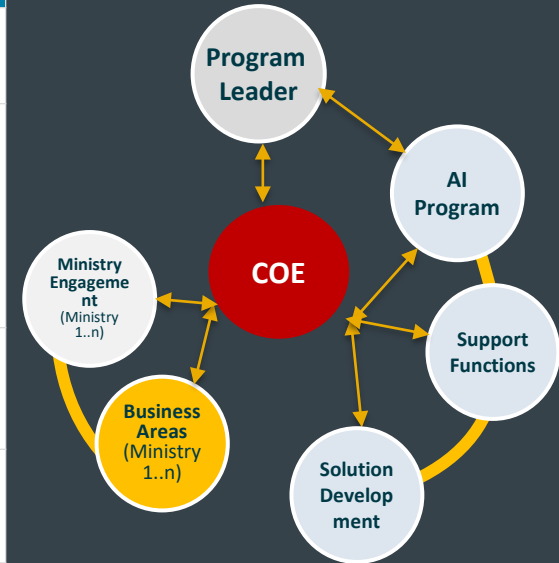 Program
Leader
AI
Program
COE
Ministry
Engageme
nt
(Ministry
1..n)
Support
Functions
Business
Areas
(Ministry
1..n)
Solution
Develop
ment